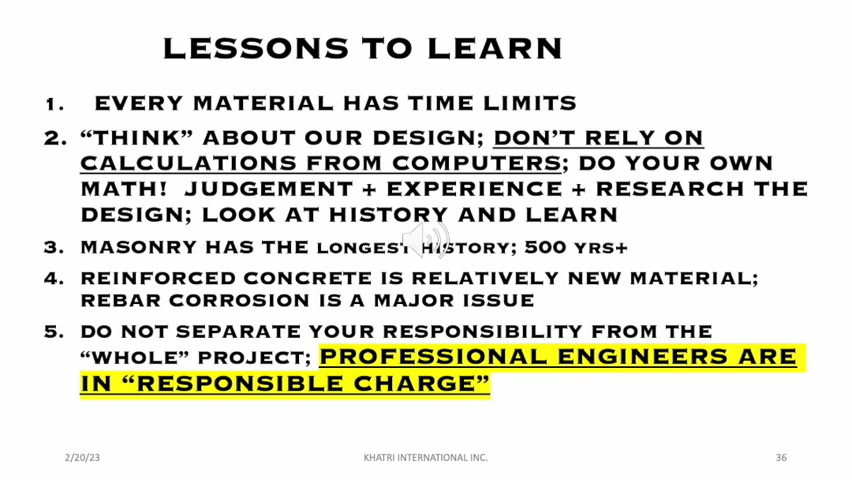 LESSONS TO LEARN
1. EVERY MATERIAL HAS TIME LIMITS
2. “THINK” ABOUT OUR DESIGN; DON’T RELY ON
CALCULATIONS FROM COMPUTERS; DO YOUR OWN
MATH! JUDGEMENT + EXPERIENCE + RESEARCH THE
DESIGN; LOOK AT HISTORY AND LEARN
3. MASONRY HAS THE LONGEST HISTORY; 500 YRS+
4. REINFORCED CONCRETE IS RELATIVELY NEW MATERIAL;
REBAR CORROSION IS A MAJOR ISSUE
5. DO NOT SEPARATE YOUR RESPONSIBILITY FROM THE
“WHOLE” PROJECT; PROFESSIONAL ENGINEERS ARE
IN “RESPONSIBLE CHARGE”
2/20/23 KHATRI INTERNATIONAL INC. 36